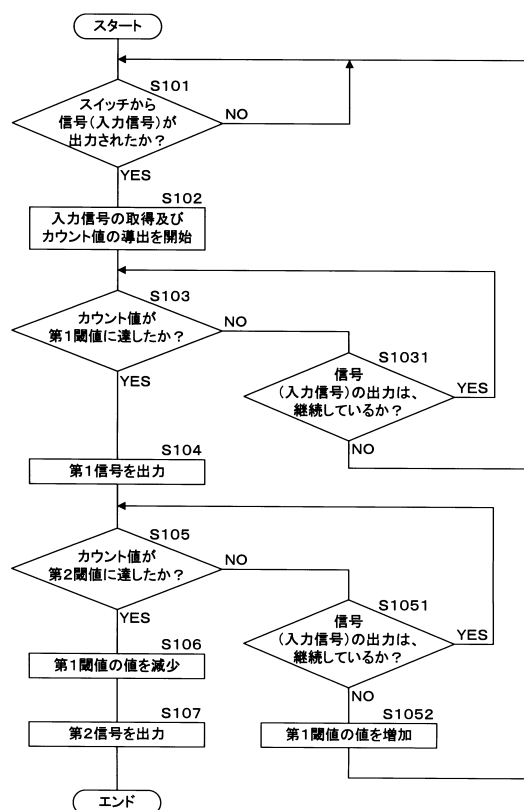 スタート
S101
スイッチから
信号(入力信号)が
出力されたか?
NO
YES
S102
入力信号の取得及び
カウント値の導出を開始
S103
カウント値が
第1閾値に達したか?
NO
YES
S1031
信号
(入力信号)の出力は、
継続しているか?
YES
NO
S104
第1信号を出力
S105
カウント値が
第2閾値に達したか?
NO
YES
S1051
信号
(入力信号)の出力は、
継続しているか?
YES
NO
S106
第1閾値の値を減少
S1052
第1閾値の値を増加
S107
第2信号を出力
エンド